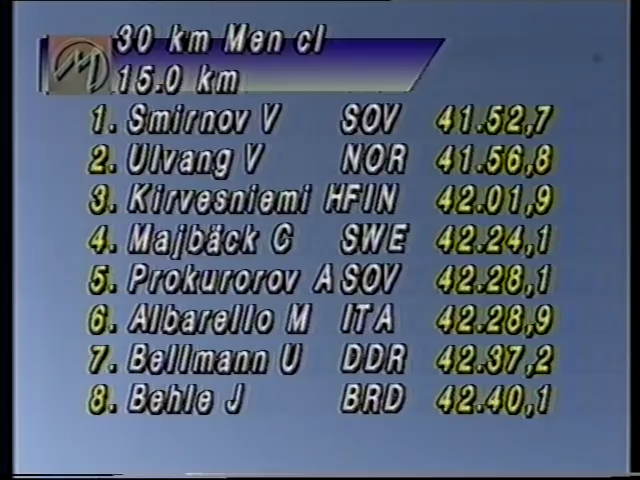 30 km Men cl
15.0 km
1. Smirnov V SOV 41.52,7
2. Ulvang V NOR 41.56,8
3. Kirvesniemi H FIN 42.01,9
4. Majbäck C SWE 42.24,1
5. Prokurorov A SOV 42.28,1
6. Albarello M ITA 42.28,9
7. Bellmann U DDR 42.37,2
8. Behle J BRD 42.40,1